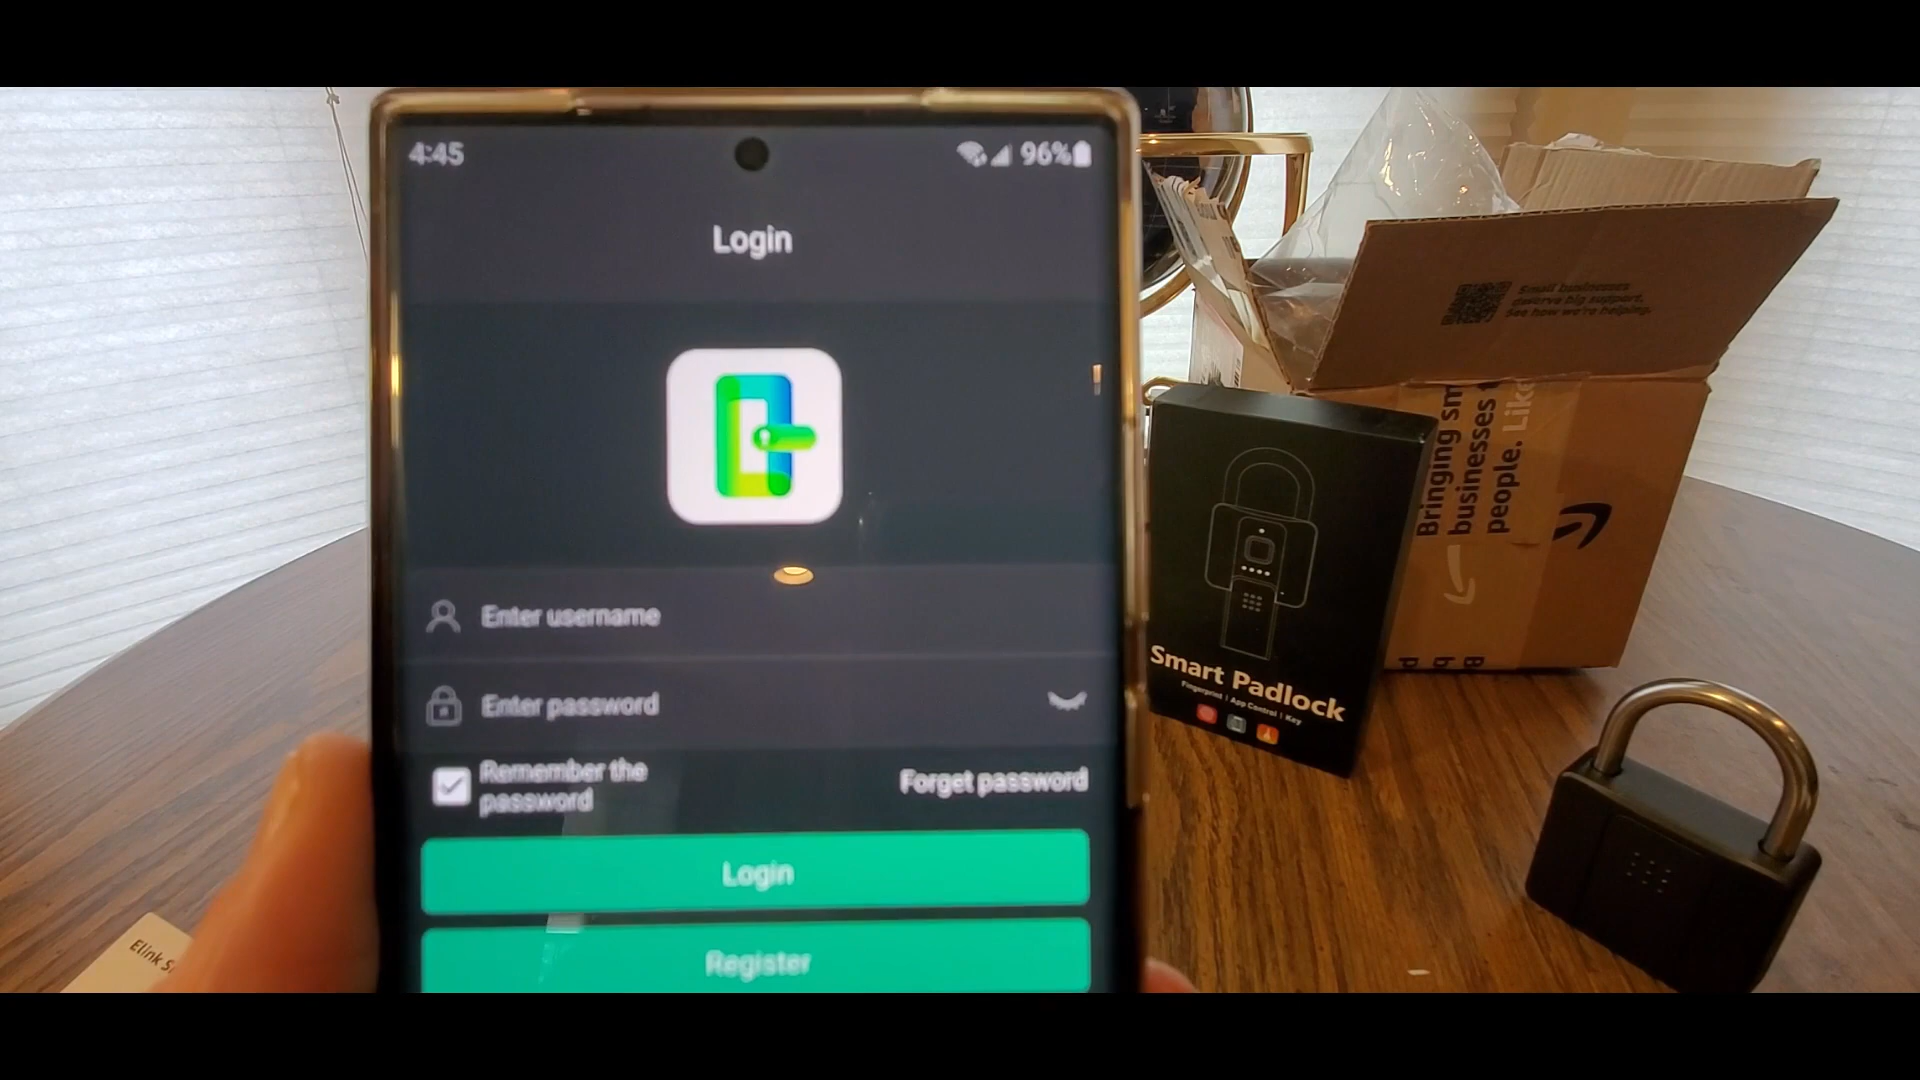 4:45
96%
Login
Enter username
Enter password
Remember the
password
Forget password
Login
Register
Elink
Smart Padlock
Fingerprint | App Control | Key
Small businesses
deserve big support.
See how we're helping.
Bringing sm
businesses
people. Like